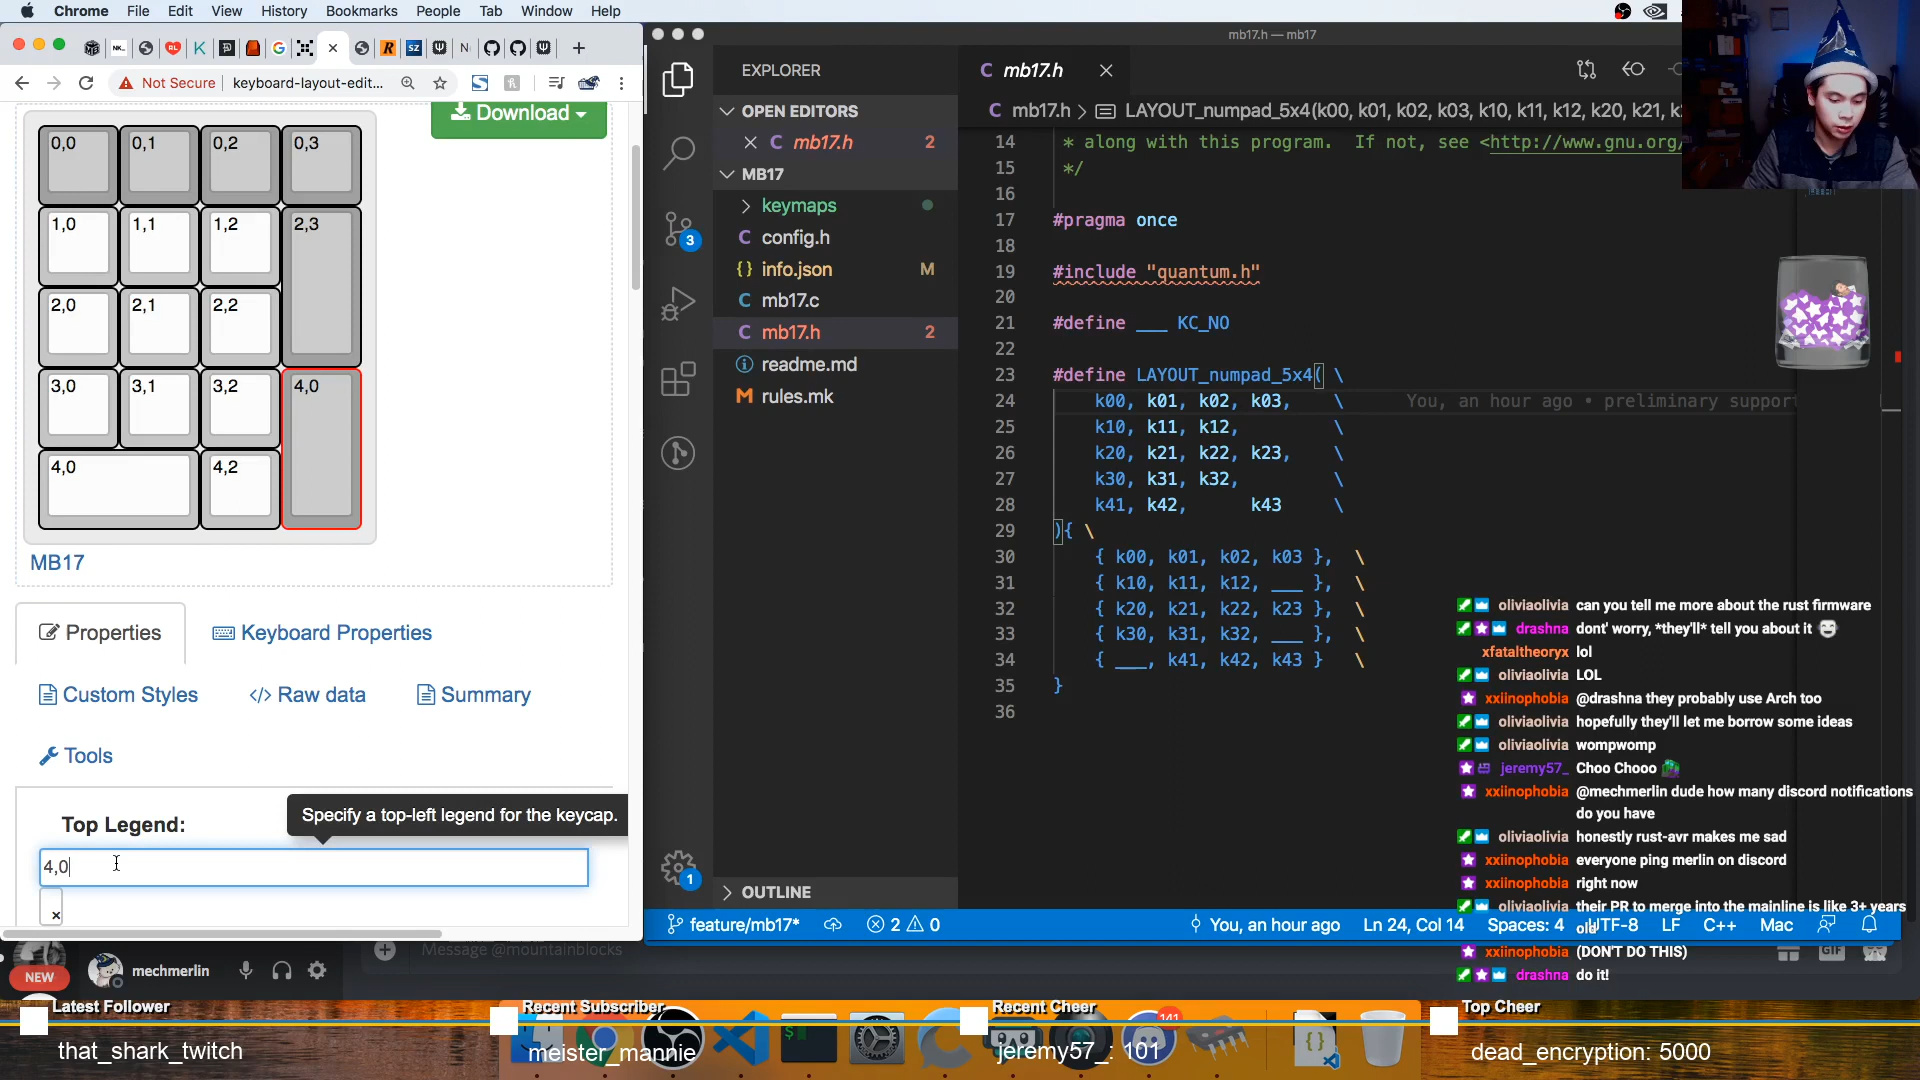 Chrome File Edit View History Bookmarks People Tab Window Help
Not Secure keyboard-layout-edit...
Download
0,0 0,1 0,2 0,3
1,0 1,1 1,2 2,3
2,0 2,1 2,2
3,0 3,1 3,2 4,0
4,0 4,2
MB17
Properties Keyboard Properties
Custom Styles </> Raw data Summary
Tools
Specify a top-left legend for the keycap.
Top Legend:
4,0
mb17.h — mb17
EXPLORER
OPEN EDITORS
mb17.h 2
MB17
keymaps
config.h
info.json M
mb17.c
mb17.h 2
readme.md
rules.mk
OUTLINE
mb17.h
mb17.h > LAYOUT_numpad_5x4(k00, k01, k02, k03, k10, k11, k12, k20, k21, k
14 * along with this program. If not, see <http://www.gnu.org/
15 */
16
17 #pragma once
18
19 #include "quantum.h"
20
21 #define ___ KC_NO
22
23 #define LAYOUT_numpad_5x4( \
24 k00, k01, k02, k03, \ You, an hour ago • preliminary suppor
25 k10, k11, k12, \
26 k20, k21, k22, k23, \
27 k30, k31, k32, \
28 k41, k42, k43 \
29 ){ \
30 { k00, k01, k02, k03 }, \
31 { k10, k11, k12, ___ }, \
32 { k20, k21, k22, k23 }, \
33 { k30, k31, k32, ___ }, \
34 { ___, k41, k42, k43 } \
35 }
36
oliviaolivia can you tell me more about the rust firmware
drashna dont' worry, *they'll* tell you about it
xfataltheoryx lol
oliviaolivia LOL
xxiinophobia @drashna they probably use Arch too
oliviaolivia hopefully they'll let me borrow some ideas
oliviaolivia wompwomp
jeremy57_ Choo Chooo
xxiinophobia @mechmerlin dude how many discord notifications
do you have
oliviaolivia honestly rust-avr makes me sad
xxiinophobia everyone ping merlin on discord
xxiinophobia right now
oliviaolivia their PR to merge into the mainline is like 3+ years
old
xxiinophobia (DON'T DO THIS)
drashna do it!
feature/mb17* 2 0 You, an hour ago Ln 24, Col 14 Spaces: 4 UTF-8 LF C++ Mac
NEW mechmerlin
Message @mountainblocks
GIF
141
Latest Follower Recent Subscriber Recent Cheer Top Cheer
that_shark_twitch meister_mannie jeremy57_: 101 dead_encryption: 5000